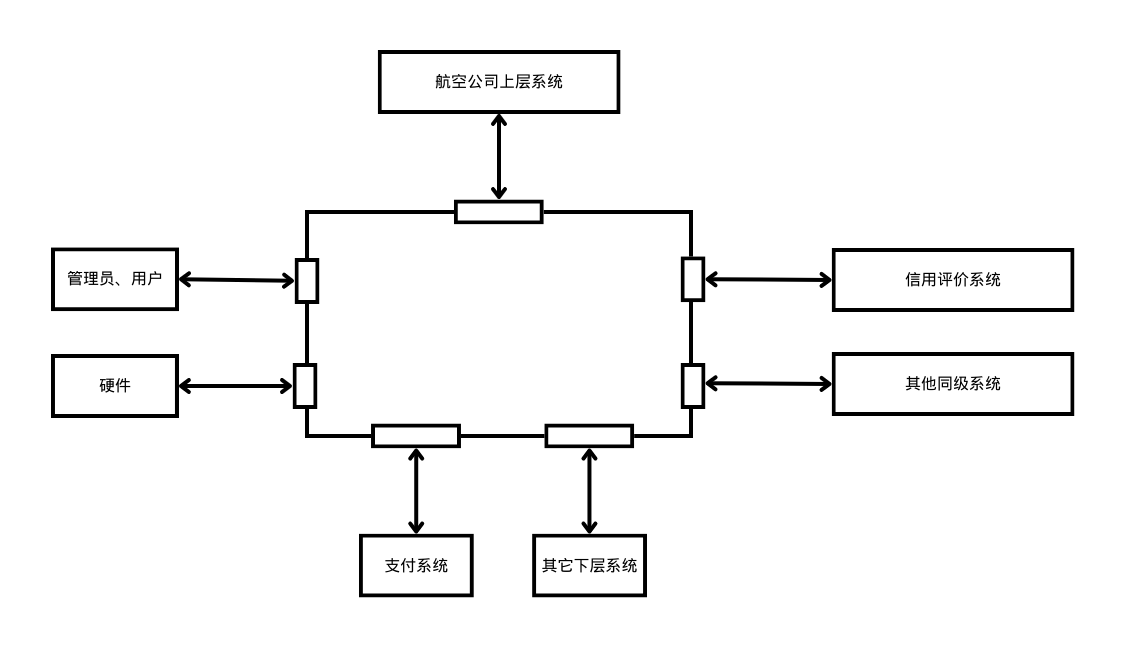 航空公司上层系统
管理员、用户
信用评价系统
硬件
其他同级系统
支付系统
其它下层系统